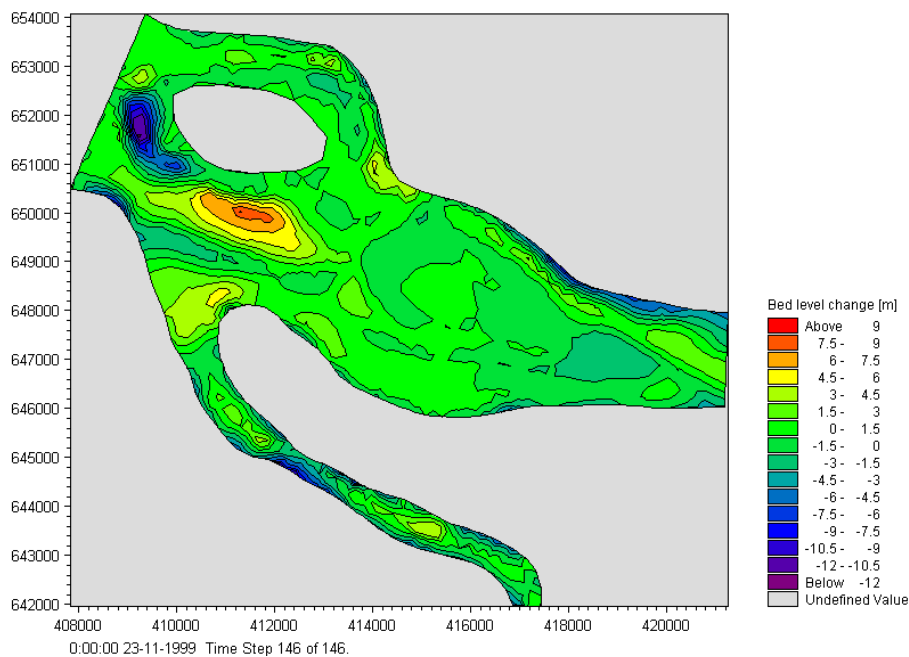 654000
653000
652000
651000
650000
649000
648000
647000
646000
645000
644000
643000
642000
408000 410000 412000 414000 416000 418000 420000
0:00:00 23-11-1999 Time Step 146 of 146.
Bed level change [m]
Above 9
7.5 - 9
6 - 7.5
4.5 - 6
3 - 4.5
1.5 - 3
0 - 1.5
-1.5 - 0
-3 - -1.5
-4.5 - -3
-6 - -4.5
-7.5 - -6
-9 - -7.5
-10.5 - -9
-12 - -10.5
Below -12
Undefined Value